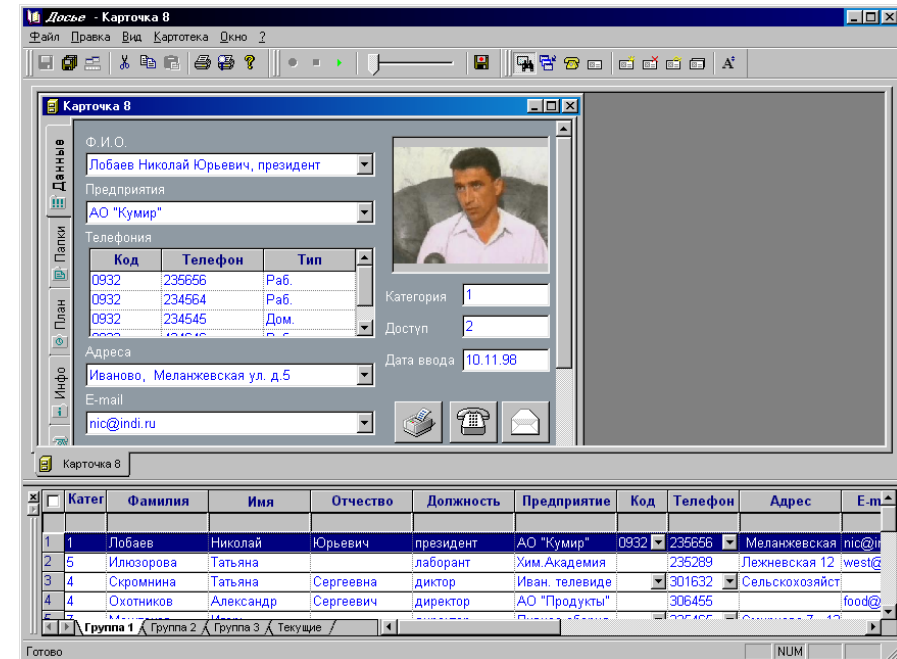 Досье - Карточка 8
Файл Правка Вид Картотека Окно ?
Карточка 8
Данные
Папки
План
Инфо
Ф.И.О.
Лобаев Николай Юрьевич, президент
Предприятия
АО "Кумир"
Телефония
Код Телефон Тип
0932 235656 Раб.
0932 234564 Раб.
0932 234545 Дом.
Категория 1
Доступ 2
Дата ввода 10.11.98
Адреса
Иваново, Меланжевская ул. д.5
E-mail
nic@indi.ru
Карточка 8
Катег Фамилия Имя Отчество Должность Предприятие Код Телефон Адрес E-m
1 1 Лобаев Николай Юрьевич президент АО "Кумир" 0932 235656 Меланжевская nic@in
2 5 Илюзорова Татьяна лаборант Хим.Академия 235289 Лежневская 12 west@
3 4 Скромнина Татьяна Сергеевна диктор Иван. телевиде 301632 Сельскохозяйст
4 4 Охотников Александр Сергеевич директор АО "Продукты" 306455 food@
Группа 1 Группа 2 Группа 3 Текущие
Готово NUM